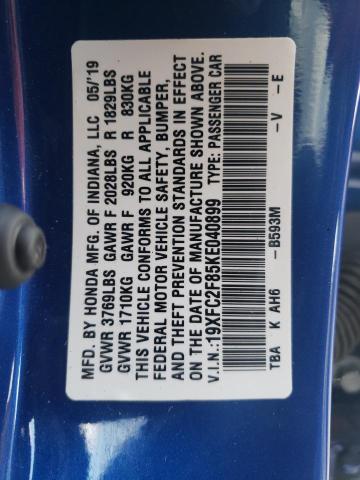 MFD. BY HONDA MFG. OF INDIANA, LLC 05/'19
GVWR 3769LBS GAWR F 2028LBS R 1829LBS
GVWR 1710KG GAWR F 920KG R 830KG
THIS VEHICLE CONFORMS TO ALL APPLICABLE
FEDERAL MOTOR VEHICLE SAFETY, BUMPER,
AND THEFT PREVENTION STANDARDS IN EFFECT
ON THE DATE OF MANUFACTURE SHOWN ABOVE.
V.I.N.:19XFC2F85KE040899 TYPE: PASSENGER CAR
TBA K AH6 -B593M -V -E